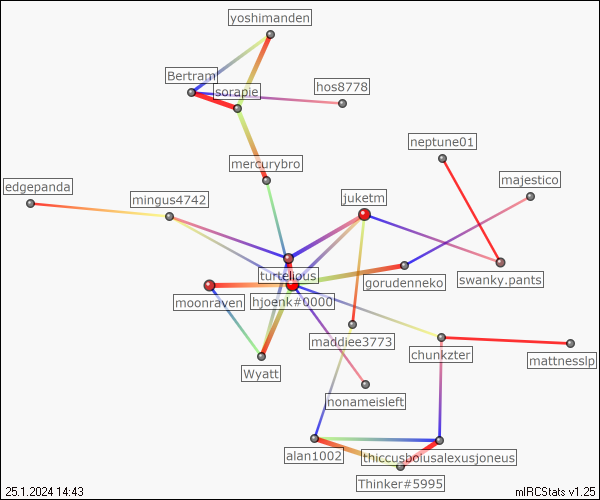 yoshimanden
Bertram
hos8778
sorapie
neptune01
mercurybro
majestico
edgepanda
mingus4742
juketm
turtelious
gorudenneko
swanky.pants
moonraven
hjoenk#0000
maddiee3773
chunkzter
mattnesslp
Wyatt
nonameisleft
alan1002
thiccusboiusalexusjoneus
Thinker#5995
25.1.2024 14:43
mIRCStats v1.25